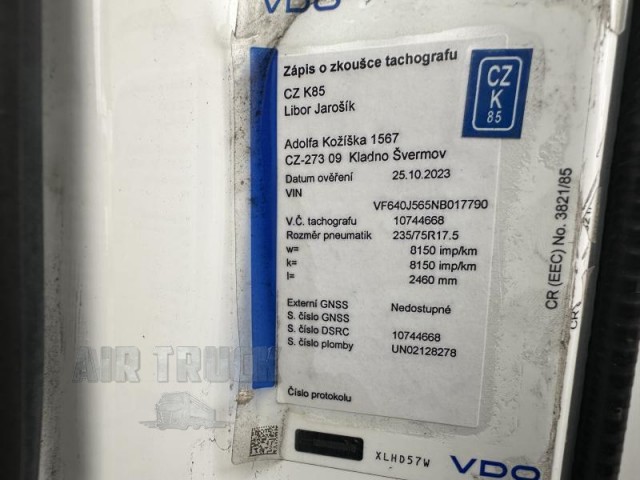 VDO
Zápis o zkoušce tachografu
CZ K85
Libor Jarošík
CZ
K
85
Adolfa Kožíška 1567
CZ-273 09 Kladno Švermov
Datum ověření 25.10.2023
VIN
VF640J565NB017790
V.Č. tachografu 10744668
Rozměr pneumatik 235/75R17.5
w= 8150 imp/km
k= 8150 imp/km
l= 2460 mm
Externí GNSS Nedostupné
S. číslo GNSS
S. číslo DSRC 10744668
S. číslo plomby UN02128278
Číslo protokolu
CR (EEC) No. 3821/85
CR
AIR TRUCK
XLHD57W
VDO